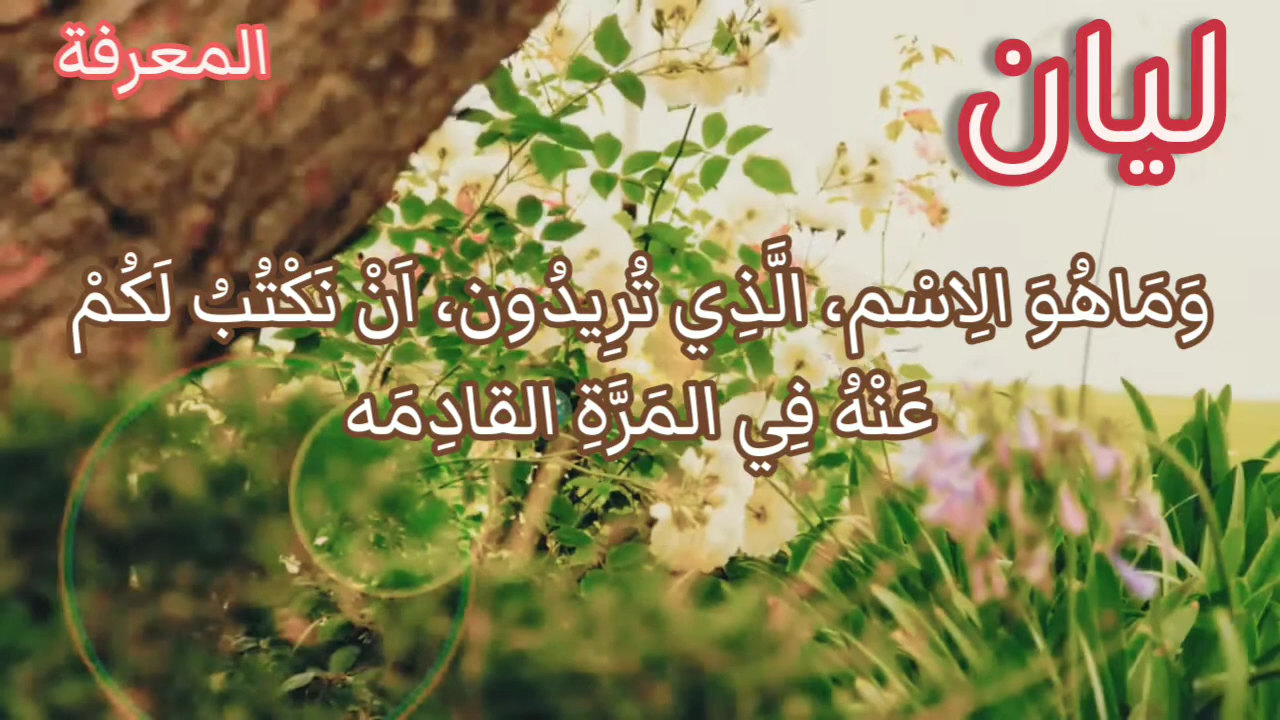 ليان
المعرفة
وَمَاهُوَ الِاسْم، الَّذِي تُرِيدُون، اَنْ نَكْتُبُ لَكُمْ
عَنْهُ فِي المَرَّةِ القادِمَه